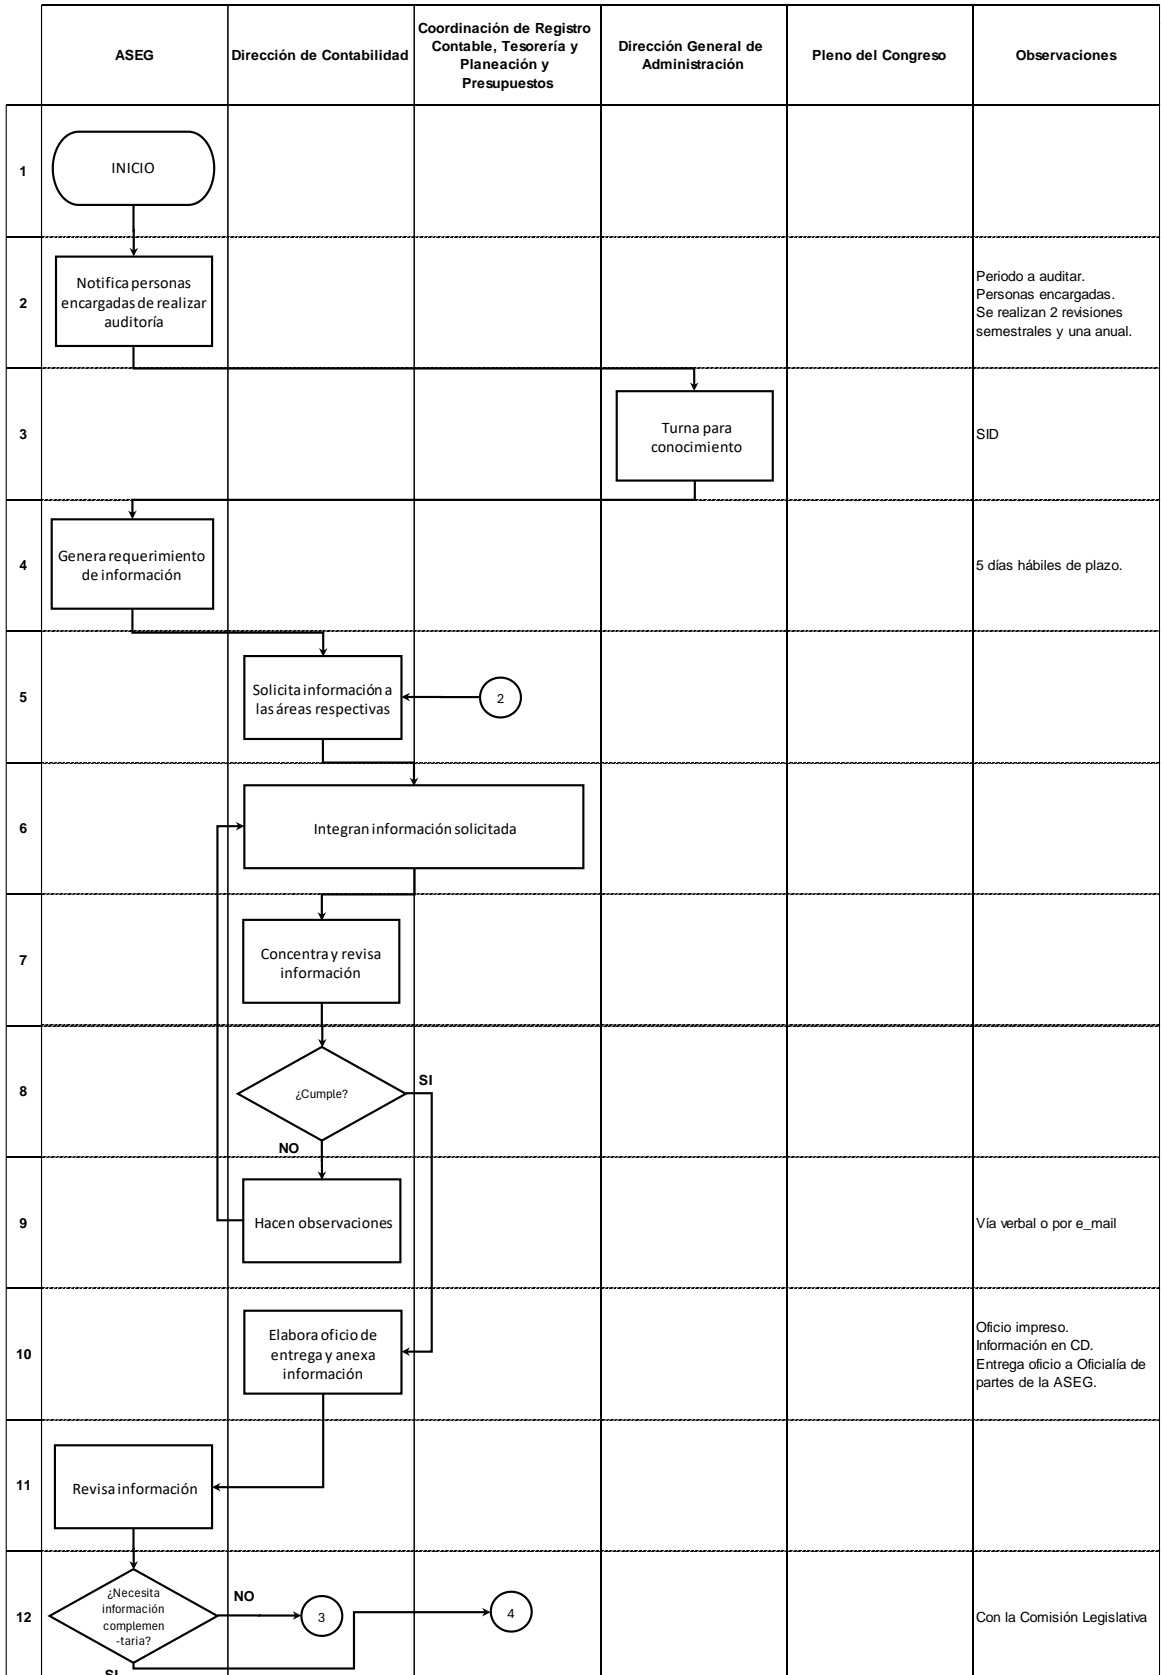 ASEG
Dirección de Contabilidad
Coordinación de Registro
Contable, Tesorería y
Planeación y
Presupuestos
Dirección General de
Administración
Pleno del Congreso
Observaciones
1
INICIO
2
Notifica personas
encargadas de realizar
auditoría
Periodo a auditar.
Personas encargadas.
Se realizan 2 revisiones
semestrales y una anual.
3
Turna para
conocimiento
SID
4
Genera requerimiento
de información
5 días hábiles de plazo.
5
Solicita información a
las áreas respectivas
2
6
Integran información solicitada
7
Concentra y revisa
información
8
¿Cumple?
SI
NO
9
Hacen observaciones
Vía verbal o por e_mail
10
Elabora oficio de
entrega y anexa
información
Oficio impreso.
Información en CD.
Entrega oficio a Oficialía de
partes de la ASEG.
11
Revisa información
12
¿Necesita
información
complemen
-taria?
NO
3
4
Con la Comisión Legislativa
SI